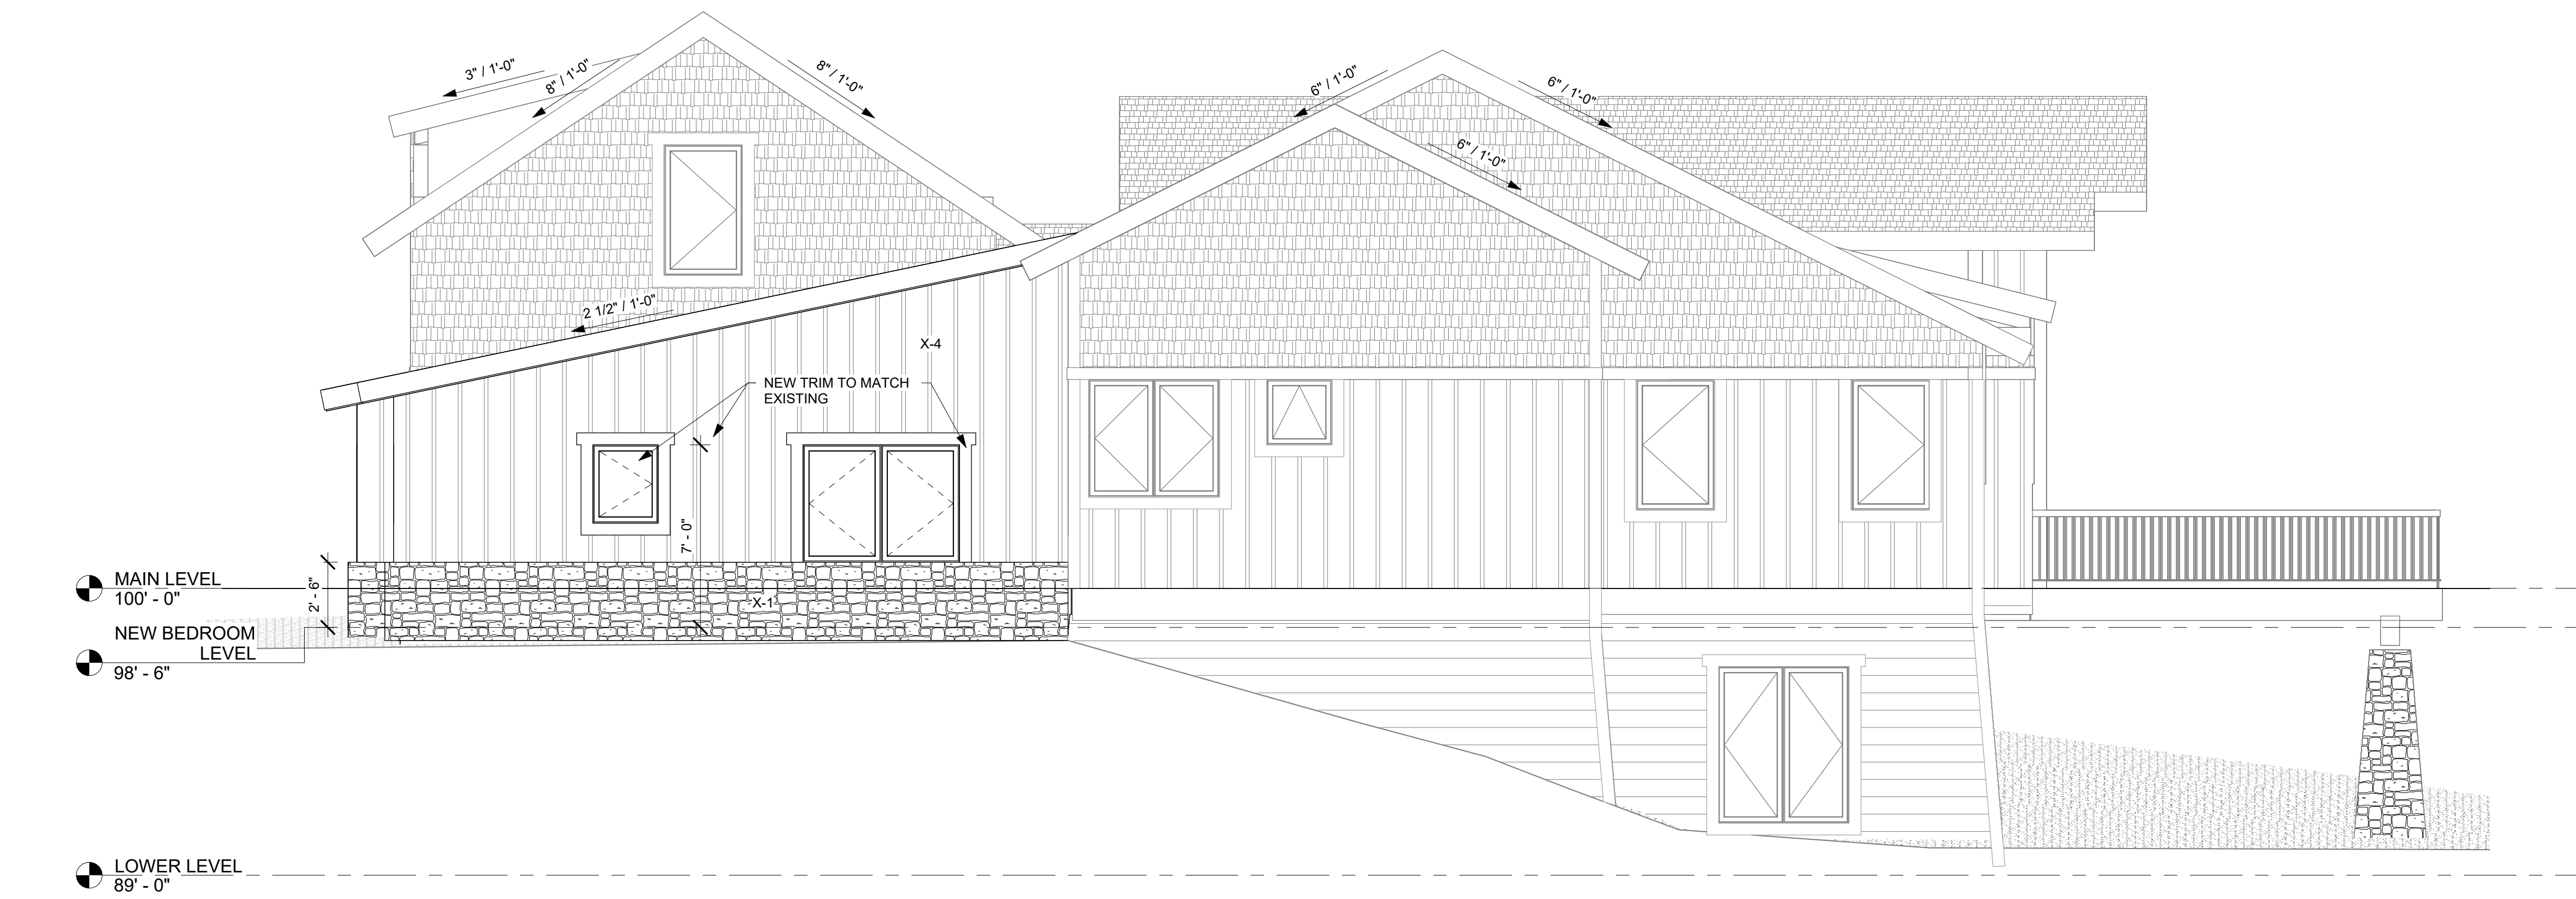 3" / 1'-0"
8" / 1'-0"
8" / 1'-0"
6" / 1'-0"
6" / 1'-0"
6" / 1'-0"
2 1/2" / 1'-0"
X-4
NEW TRIM TO MATCH
EXISTING
7' - 0"
2' - 6"
X-1
MAIN LEVEL
100' - 0"
NEW BEDROOM
LEVEL
98' - 6"
LOWER LEVEL
89' - 0"